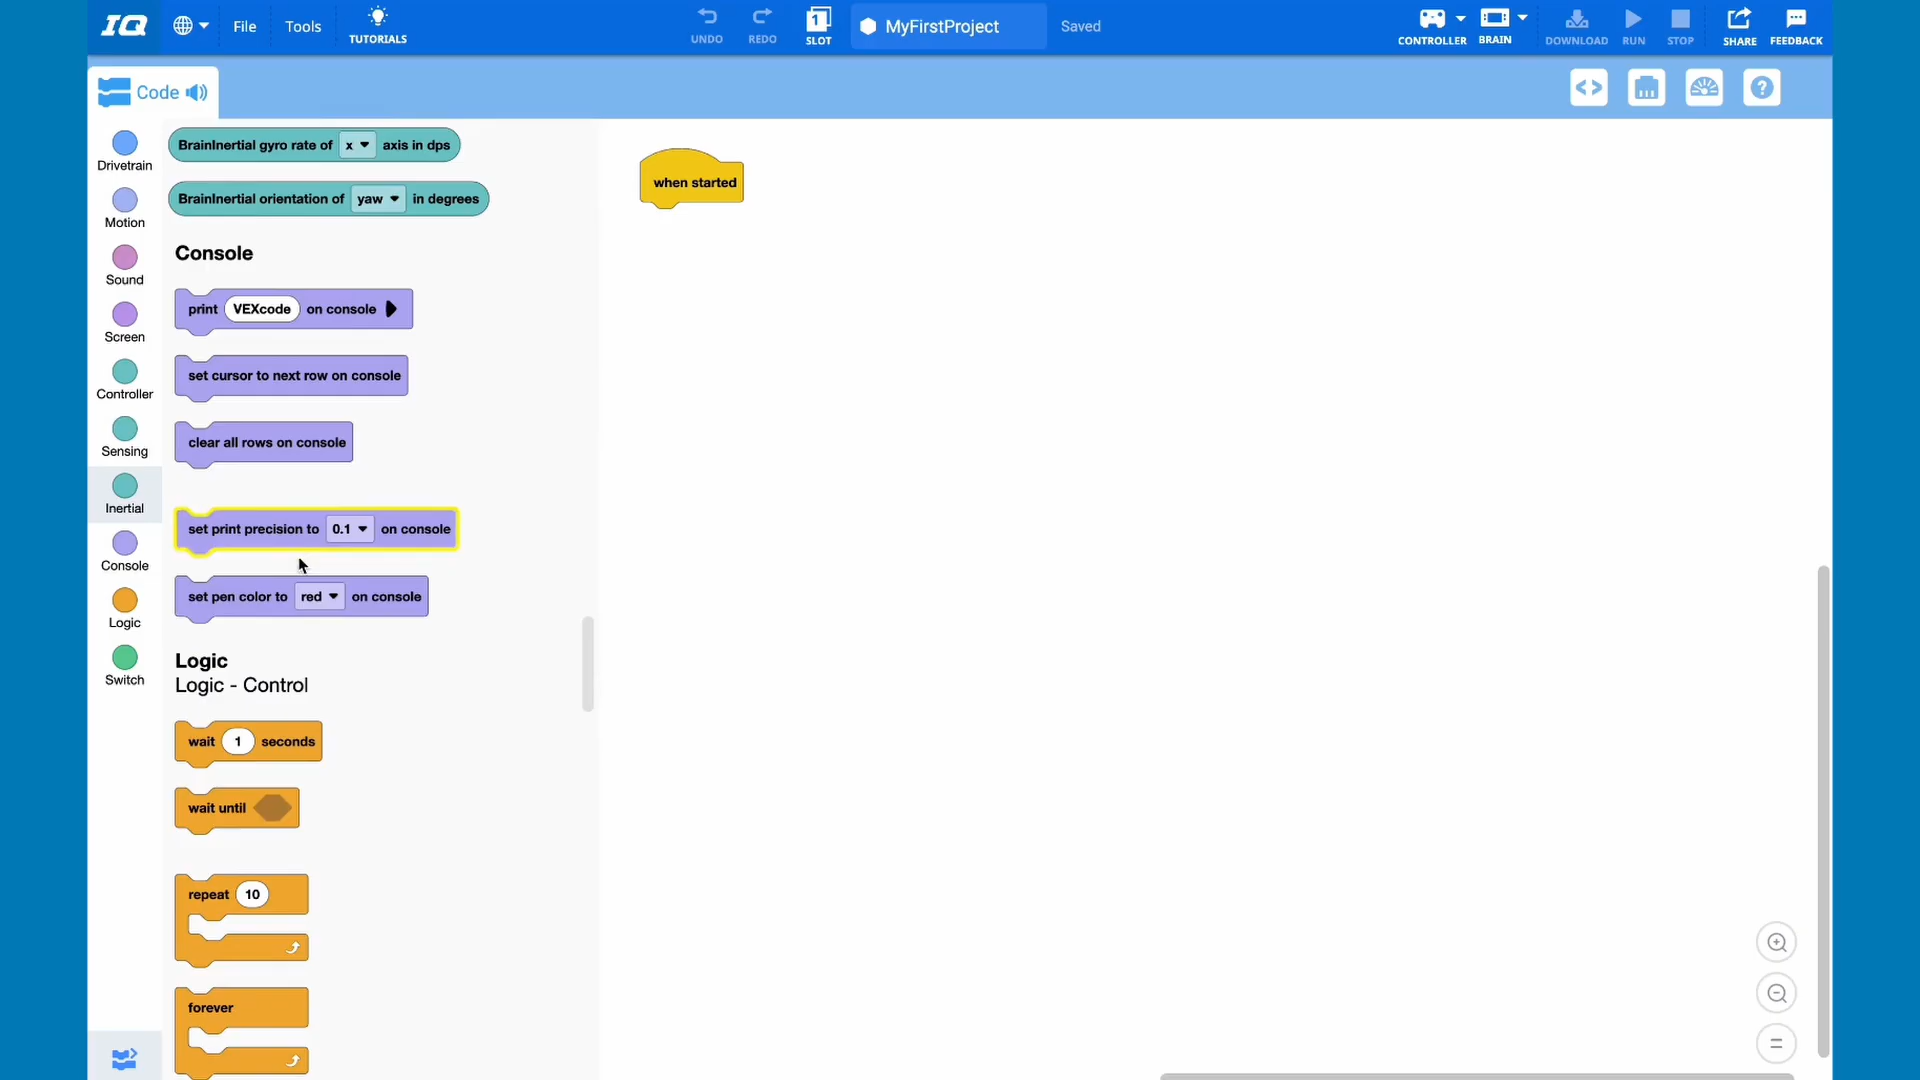 IQ
File
Tools
TUTORIALS
UNDO
REDO
1
SLOT
MyFirstProject
Saved
CONTROLLER
BRAIN
DOWNLOAD
RUN
STOP
SHARE
FEEDBACK
Code
?
Drivetrain
Motion
Sound
Screen
Controller
Sensing
Inertial
Console
Logic
Switch
BrainInertial gyro rate of x axis in dps
BrainInertial orientation of yaw in degrees
Console
print VEXcode on console
set cursor to next row on console
clear all rows on console
set print precision to 0.1 on console
set pen color to red on console
Logic
Logic - Control
wait 1 seconds
wait until
repeat 10
forever
when started